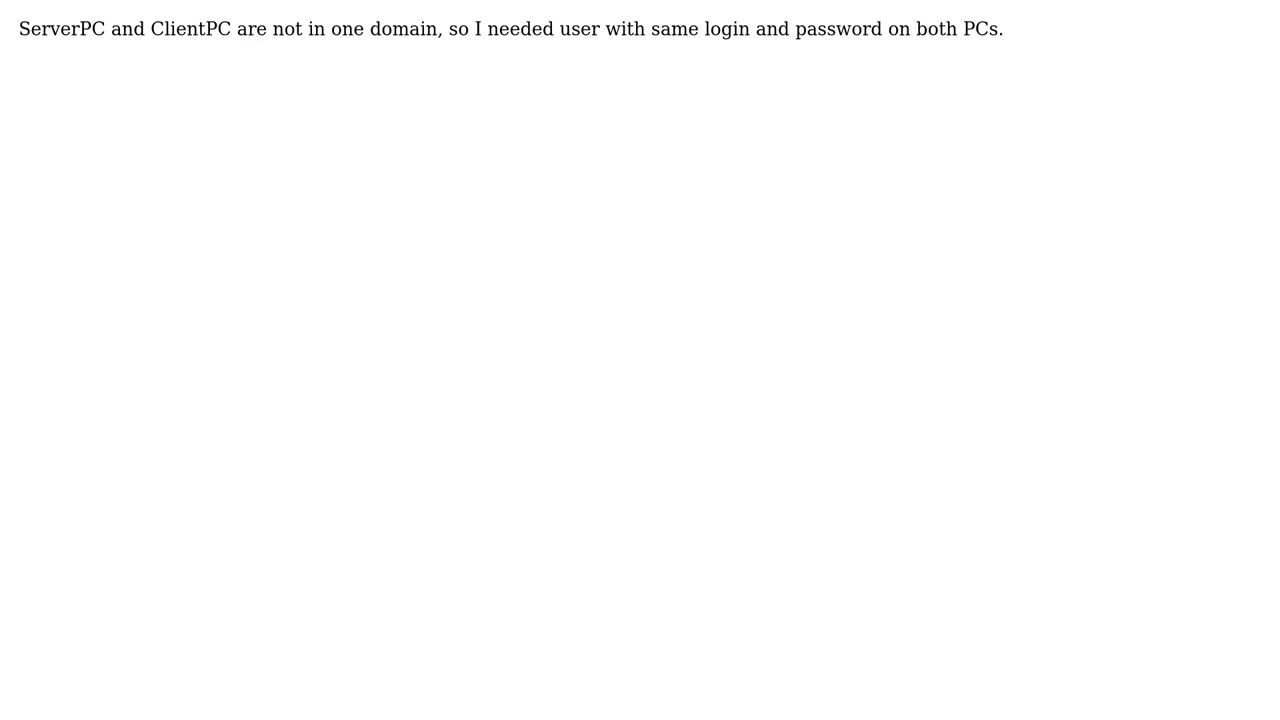 ServerPC and ClientPC are not in one domain, so I needed user with same login and password on both PCs.